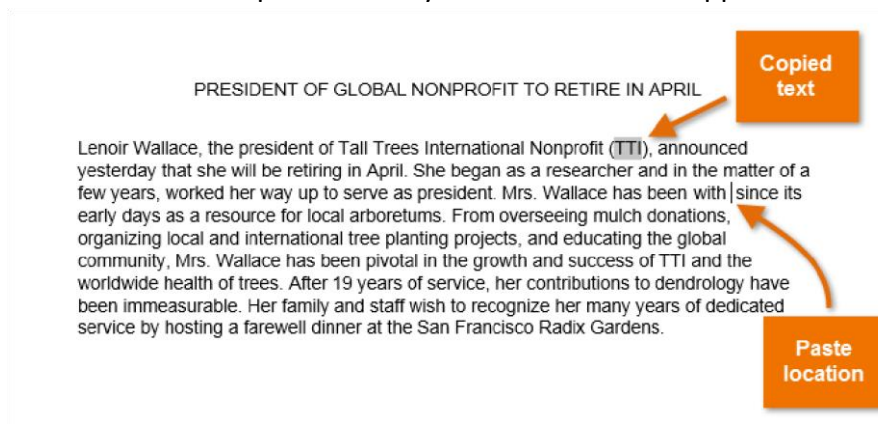 PRESIDENT OF GLOBAL NONPROFIT TO RETIRE IN APRIL
Copied
text
Lenoir Wallace, the president of Tall Trees International Nonprofit (TTI), announced
yesterday that she will be retiring in April. She began as a researcher and in the matter of a
few years, worked her way up to serve as president. Mrs. Wallace has been with since its
early days as a resource for local arboretums. From overseeing mulch donations,
organizing local and international tree planting projects, and educating the global
community, Mrs. Wallace has been pivotal in the growth and success of TTI and the
worldwide health of trees. After 19 years of service, her contributions to dendrology have
been immeasurable. Her family and staff wish to recognize her many years of dedicated
service by hosting a farewell dinner at the San Francisco Radix Gardens.
Paste
location